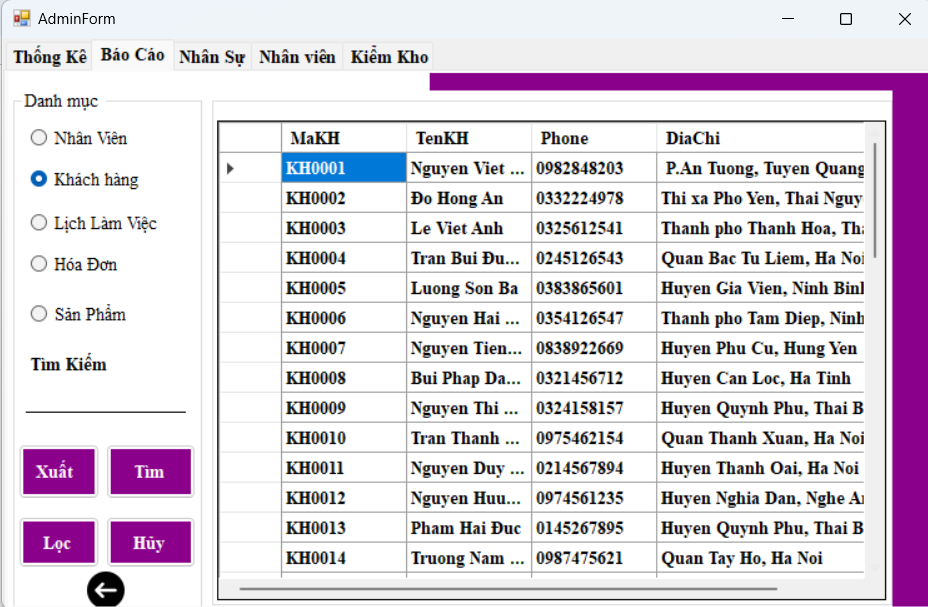 AdminForm
Thống Kê Báo Cáo Nhân Sự Nhân viên Kiểm Kho
Danh mục
Nhân Viên
Khách hàng
Lịch Làm Việc
Hóa Đơn
Sản Phẩm
Tìm Kiếm
Xuất Tìm
Lọc Hủy
MaKH TenKH Phone DiaChi
KH0001 Nguyen Viet ... 0982848203 P.An Tuong, Tuyen Quang
KH0002 Đo Hong An 0332224978 Thi xa Pho Yen, Thai Nguy
KH0003 Le Viet Anh 0325612541 Thanh pho Thanh Hoa, Tha
KH0004 Tran Bui Đu... 0245126543 Quan Bac Tu Liem, Ha Noi
KH0005 Luong Son Ba 0383865601 Huyen Gia Vien, Ninh Binh
KH0006 Nguyen Hai ... 0354126547 Thanh pho Tam Diep, Ninh
KH0007 Nguyen Tien... 0838922669 Huyen Phu Cu, Hung Yen
KH0008 Bui Phap Da... 0321456712 Huyen Can Loc, Ha Tinh
KH0009 Nguyen Thi ... 0324158157 Huyen Quynh Phu, Thai B
KH0010 Tran Thanh ... 0975462154 Quan Thanh Xuan, Ha Noi
KH0011 Nguyen Duy ... 0214567894 Huyen Thanh Oai, Ha Noi
KH0012 Nguyen Huu... 0974561235 Huyen Nghia Dan, Nghe An
KH0013 Pham Hai Đuc 0145267895 Huyen Quynh Phu, Thai B
KH0014 Truong Nam ... 0987475621 Quan Tay Ho, Ha Noi